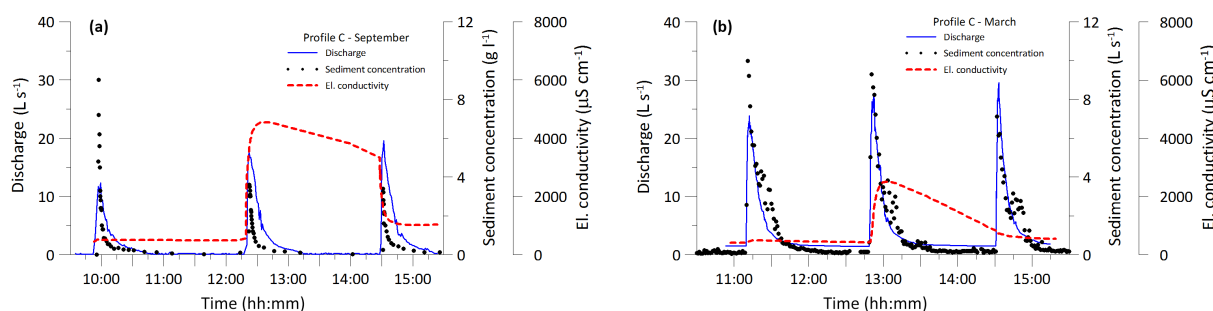 (a)
Profile C - September
Discharge
Sediment concentration
El. conductivity
Discharge (L s-1)
40
30
20
10
0
10:00
11:00
12:00
13:00
14:00
15:00
Time (hh:mm)
12
9
6
4
0
Sediment concentration (g l-1)
8000
6000
4000
2000
0
El. conductivity (µS cm-1)
(b)
Profile C - March
Discharge
Sediment concentration
El. conductivity
Discharge (L s-1)
40
30
20
10
0
11:00
12:00
13:00
14:00
15:00
Time (hh:mm)
12
8
6
4
0
Sediment concentration (L s-1)
8000
6000
4000
2000
0
El. conductivity (µS cm-1)